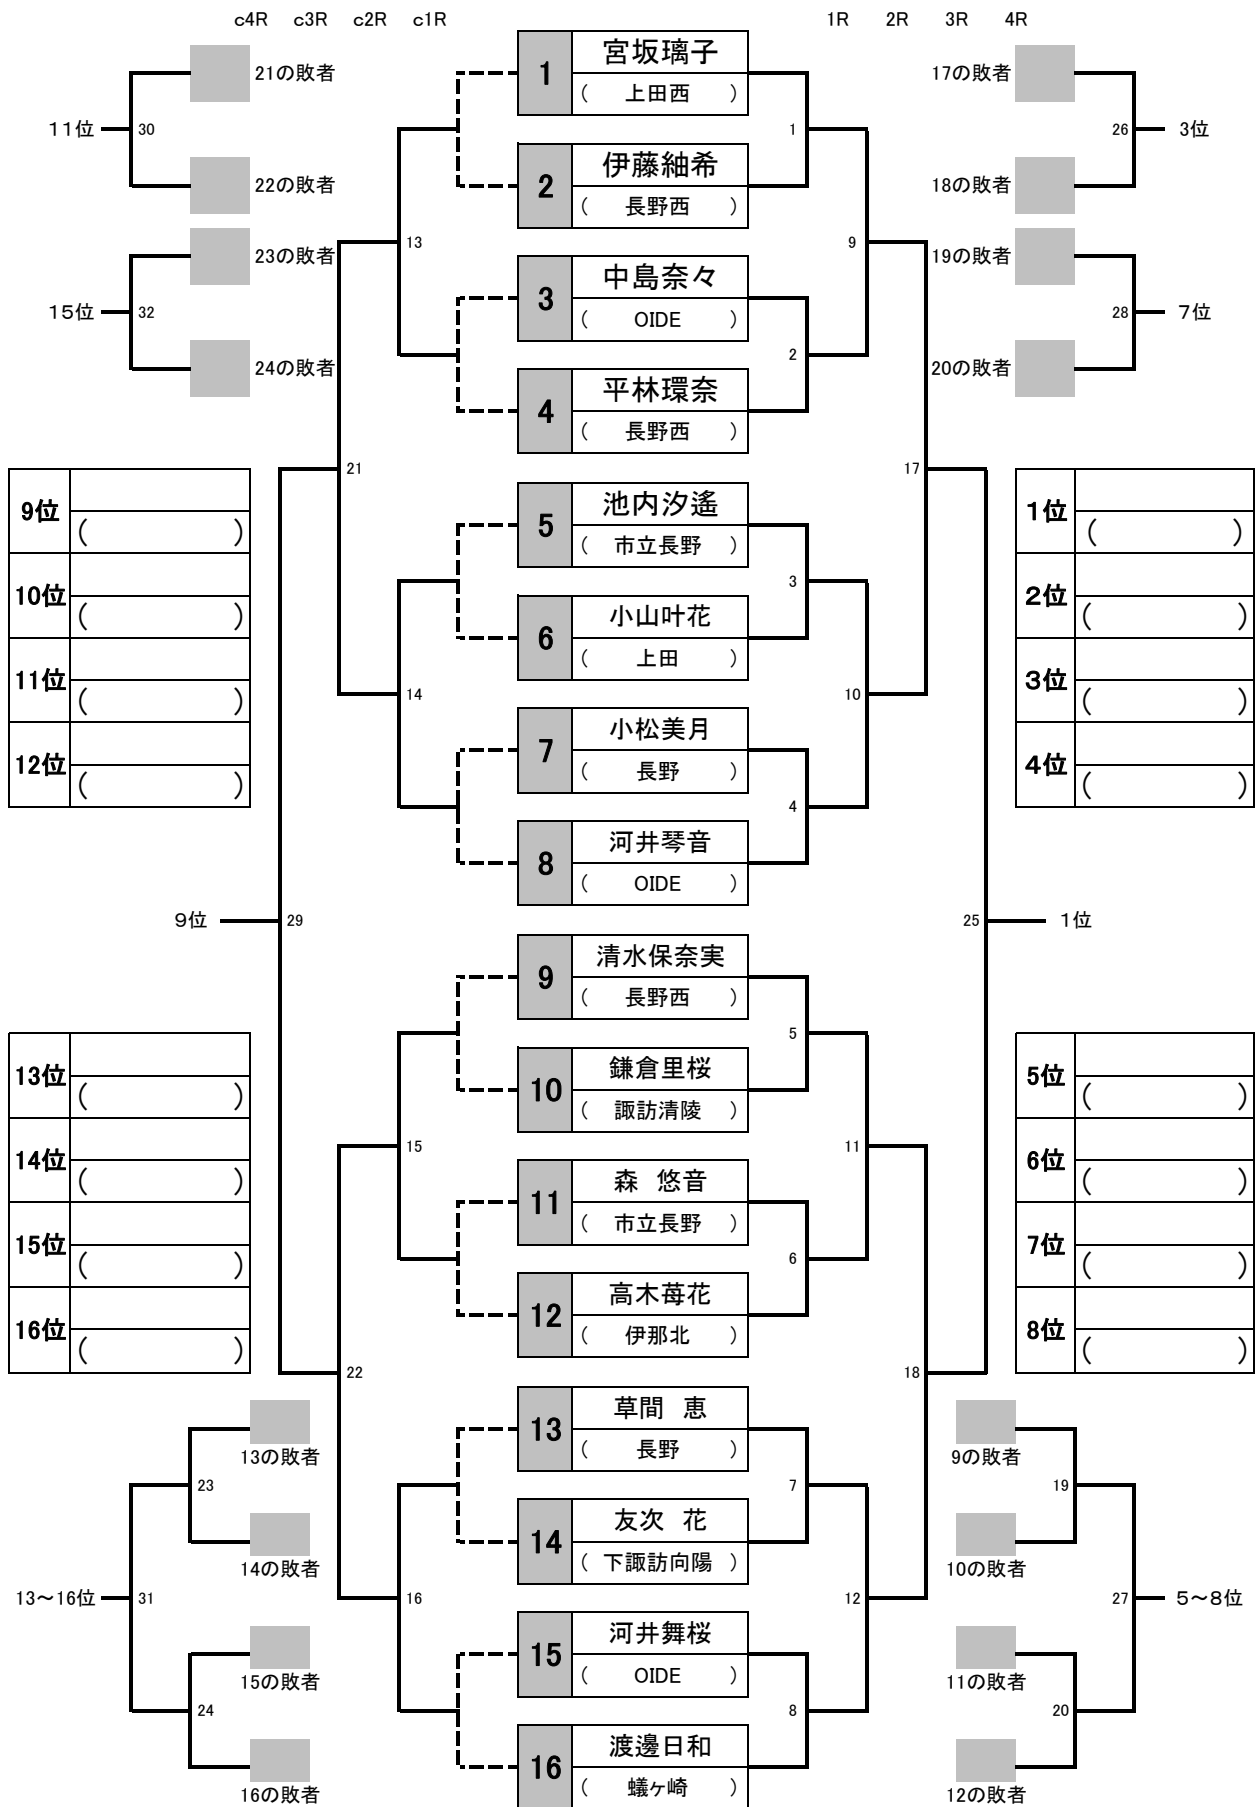 c4R c3R c2R c1R
1R 2R 3R 4R
21の敗者
11位
30
22の敗者
23の敗者
15位
32
24の敗者
17の敗者
26
3位
18の敗者
19の敗者
28
7位
20の敗者
1
宮坂璃子
( 上田西 )
1
2
伊藤紬希
( 長野西 )
13
9
3
中島奈々
( OIDE )
2
4
平林環奈
( 長野西 )
21
17
5
池内汐遙
( 市立長野 )
3
6
小山叶花
( 上田 )
14
10
7
小松美月
( 長野 )
4
8
河井琴音
( OIDE )
9位
( )
10位
( )
11位
( )
12位
( )
1位
( )
2位
( )
3位
( )
4位
( )
9位
29
25
1位
9
清水保奈実
( 長野西 )
5
10
鎌倉里桜
( 諏訪清陵 )
15
11
11
森 悠音
( 市立長野 )
6
12
高木苺花
( 伊那北 )
22
18
13
草間 恵
( 長野 )
7
14
友次 花
( 下諏訪向陽 )
16
12
15
河井舞桜
( OIDE )
8
16
渡邊日和
( 蟻ヶ崎 )
13位
( )
14位
( )
15位
( )
16位
( )
5位
( )
6位
( )
7位
( )
8位
( )
13の敗者
23
14の敗者
13～16位
31
15の敗者
24
16の敗者
9の敗者
19
10の敗者
27
5～8位
11の敗者
20
12の敗者